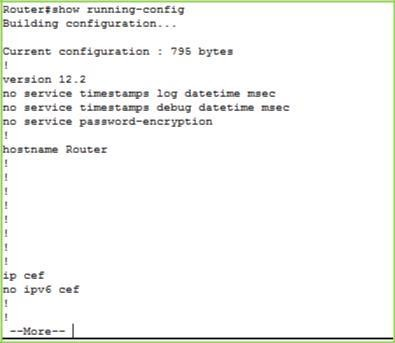 Router#show running-config
Building configuration...
Current configuration : 795 bytes
!
version 12.2
no service timestamps log datetime msec
no service timestamps debug datetime msec
no service password-encryption
!
hostname Router
!
!
!
!
!
!
!
!
ip cef
no ipv6 cef
!
!
--More--